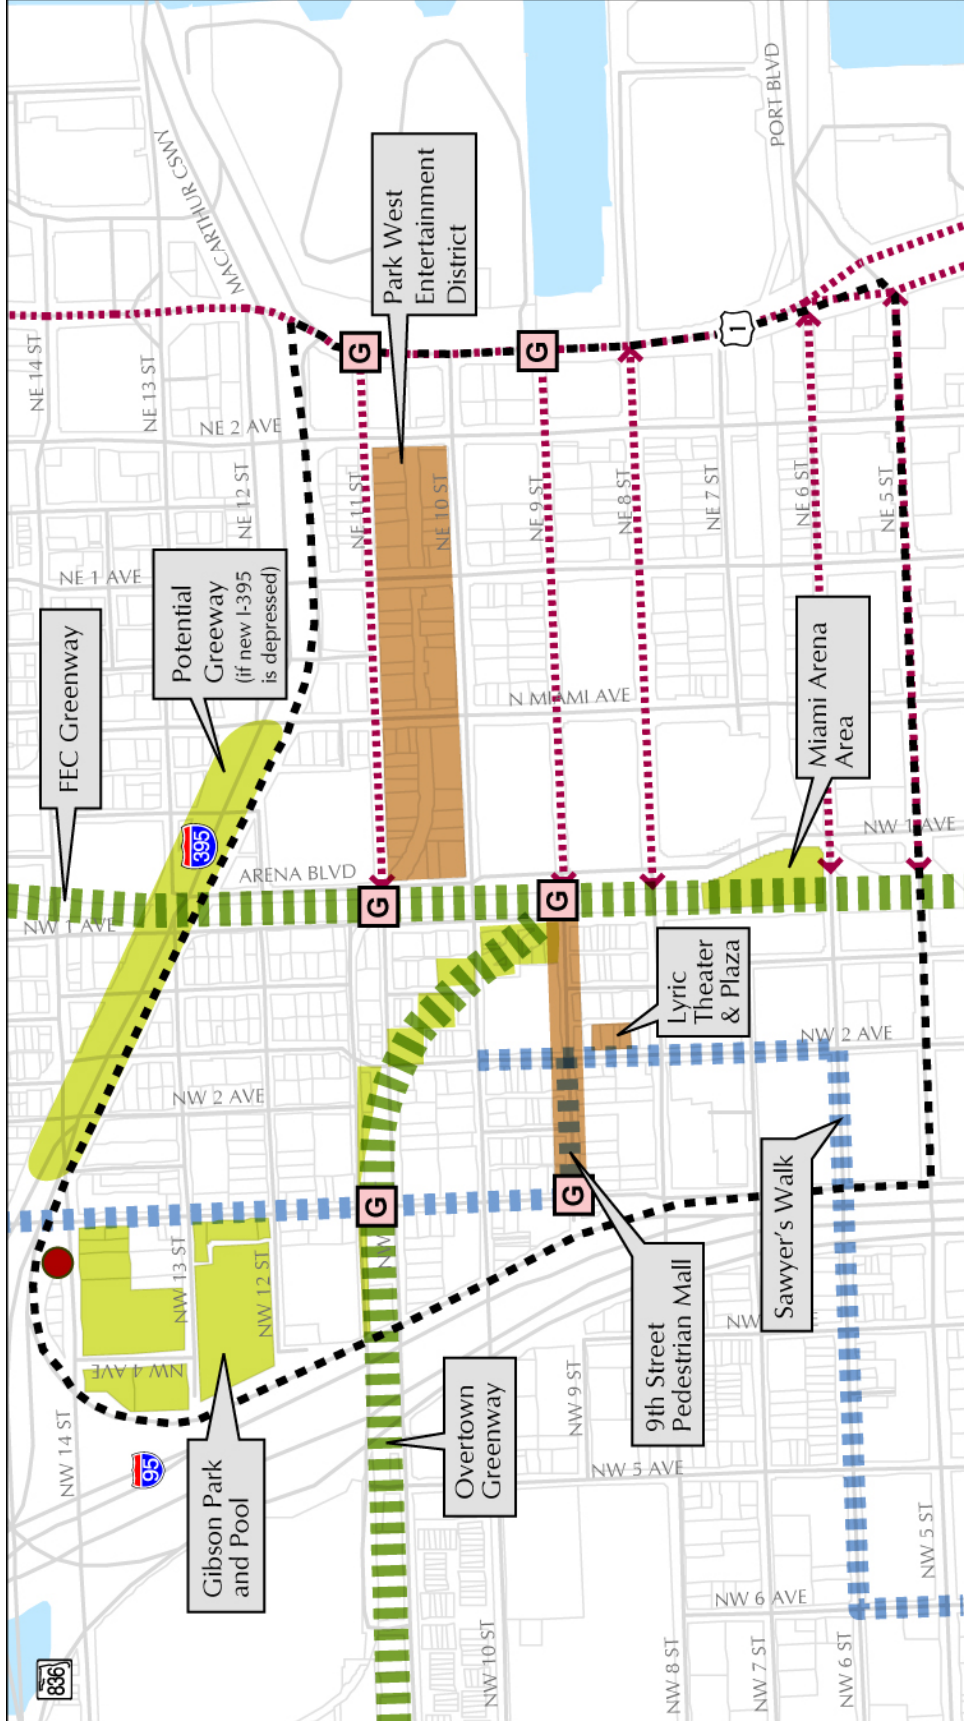 836
NW 14 ST
95
Gibson Park
and Pool
NW 4 AVE
NW 13 ST
NW 12 ST
NW
Overtown
Greenway
NW 10 ST
NW 9 ST
NW 5 AVE
9th Street
Pedestrian Mall
NW 8 ST
NW 6 AVE
NW 7 ST
NW 6 ST
NW 5 ST
NW
E
Sawyer's Walk
NW 2 AVE
NW 2 AVE
Lyric
Theater
& Plaza
G
G
G
G
G
G
FEC Greenway
NW 1 AVE
395
ARENA BLVD
Potential
Greeway
(if new I-395
is depressed)
NE 1 AVE
N MIAMI AVE
Miami Arena
Area
NW 1 AVE
NE 14 ST
NE 13 ST
NE 12 ST
NE 2 AVE
NE 11 ST
NE 10 ST
NE 9 ST
NE 8 ST
NE 7 ST
NE 6 ST
NE 5 ST
Park West
Entertainment
District
MACARTHUR CSWY
1
PORT BLVD